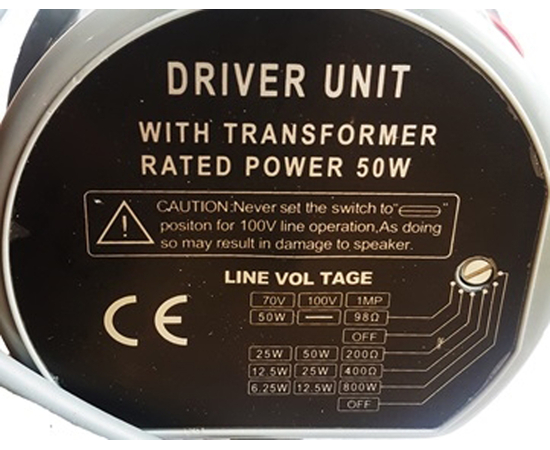 DRIVER UNIT
WITH TRANSFORMER
RATED POWER 50W
CAUTION:Never set the switch to" "
positon for 100V line operation,As doing
so may result in damage to speaker.
LINE VOL TAGE
70V 100V 1MP
50W — 98Ω
OFF
25W 50W 200Ω
12.5W 25W 400Ω
6.25W 12.5W 800W
OFF
CE